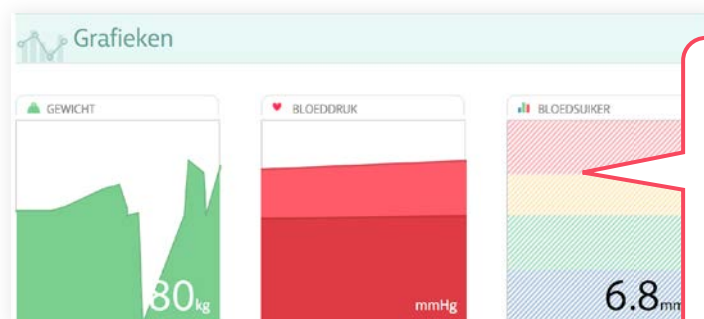 Grafieken
GEWICHT
BLOEDDRUK
BLOEDSUIKER
80kg
mmHg
6.8